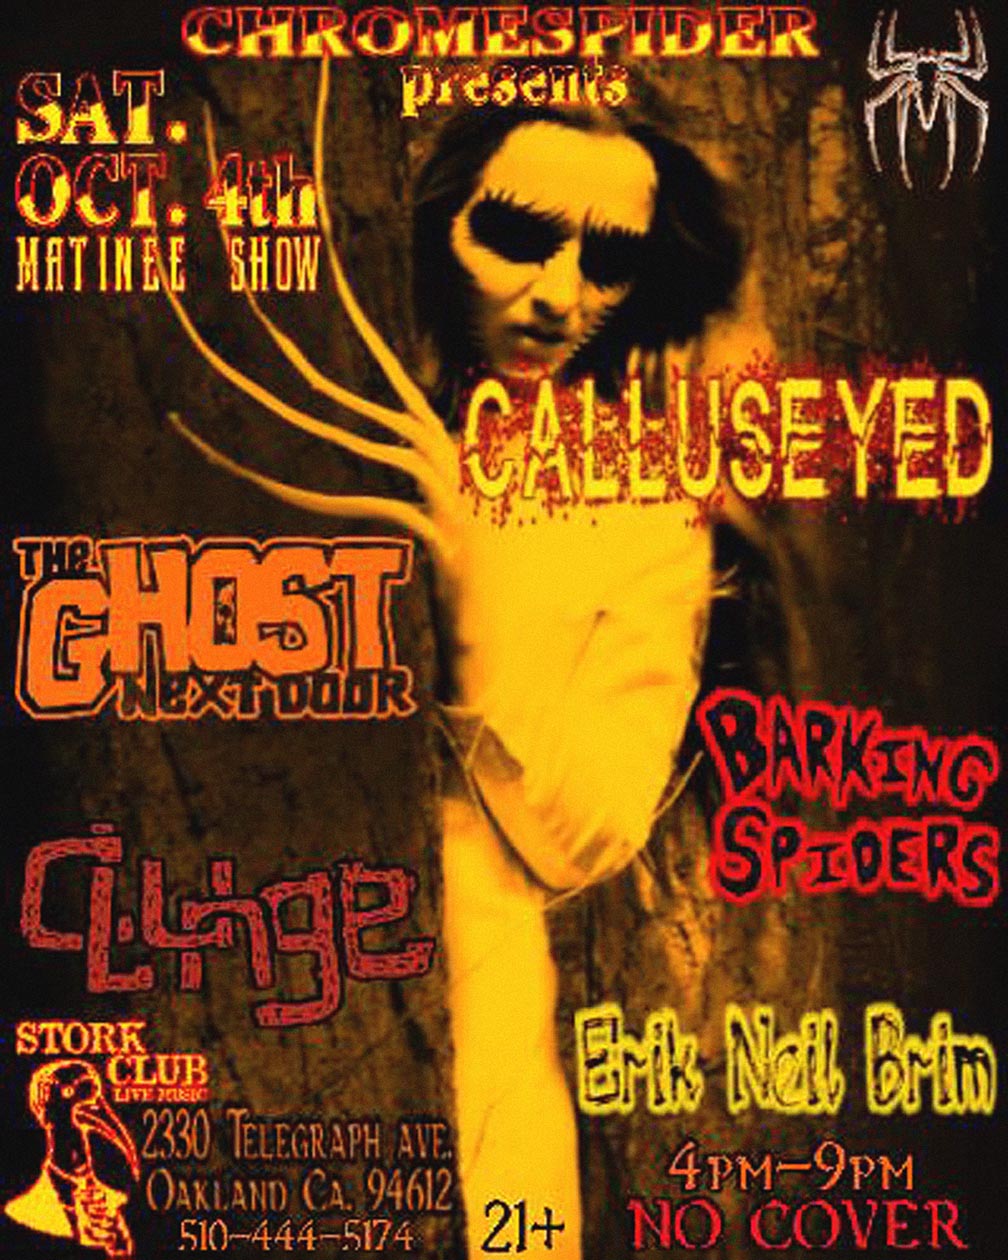 CHROMESPIDER
presents
SAT.
OCT. 4th
MATINEE SHOW
CALLUSEYED
THE
GHOST
NEXT DOOR
BARKING
SPIDERS
STORK
CLUB
LIVE MUSIC
2330 TELEGRAPH AVE.
OAKLAND CA. 94612
510-444-5174
Erik Neil Brim
4PM-9PM
21+
NO COVER